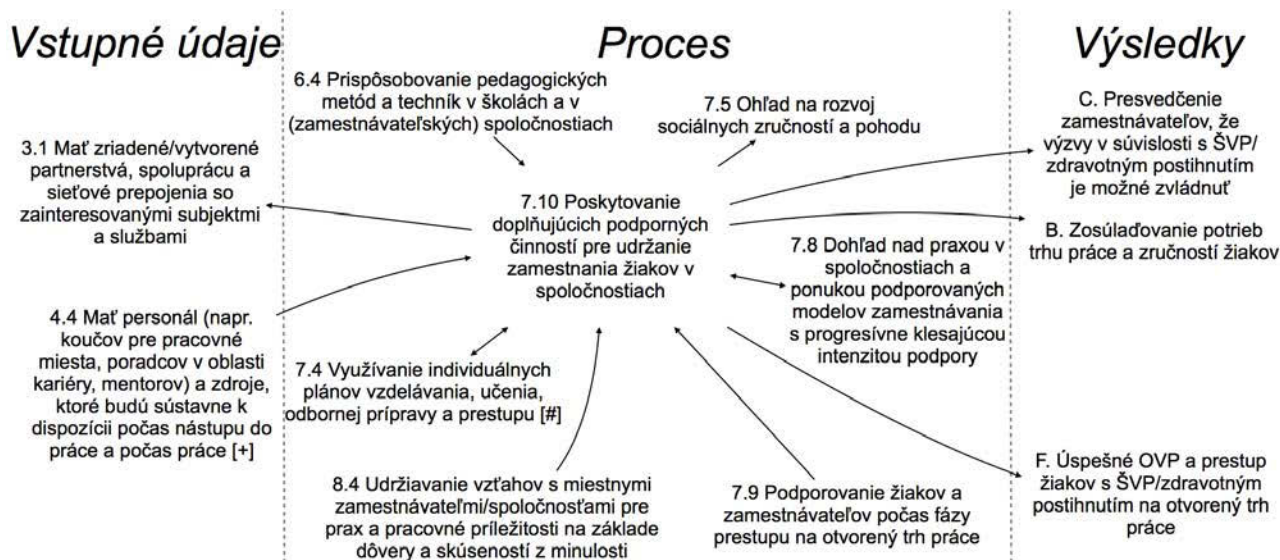 Vstupné údaje
Proces
Výsledky
6.4 Prispôsobovanie pedagogických
metód a techník v školách a v
(zamestnávateľských) spoločnostiach
7.5 Ohľad na rozvoj
sociálnych zručností a pohodu
C. Presvedčenie
zamestnávateľov, že
výzvy v súvislosti s ŠVP/
zdravotným postihnutím
je možné zvládnuť
3.1 Mať zriadené/vytvorené
partnerstvá, spoluprácu a
sieťové prepojenia so
zainteresovanými subjektmi
a službami
7.10 Poskytovanie
doplňujúcich podporných
činností pre udržanie
zamestnania žiakov v
spoločnostiach
B. Zosúlaďovanie potrieb
trhu práce a zručností žiakov
7.8 Dohľad nad praxou v
spoločnostiach a
ponukou podporovaných
modelov zamestnávania
s progresívne klesajúcou
intenzitou podpory
4.4 Mať personál (napr.
koučov pre pracovné
miesta, poradcov v oblasti
kariéry, mentorov) a zdroje,
ktoré budú sústavne k
dispozícii počas nástupu do
práce a počas práce [+]
7.4 Využívanie individuálnych
plánov vzdelávania, učenia,
odbornej prípravy a prestupu [#]
8.4 Udržiavanie vzťahov s miestnymi
zamestnávateľmi/spoločnosťami pre
prax a pracovné príležitosti na základe
dôvery a skúseností z minulosti
7.9 Podporovanie žiakov a
zamestnávateľov počas fázy
prestupu na otvorený trh práce
F. Úspešné OVP a prestup
žiakov s ŠVP/zdravotným
postihnutím na otvorený trh
práce